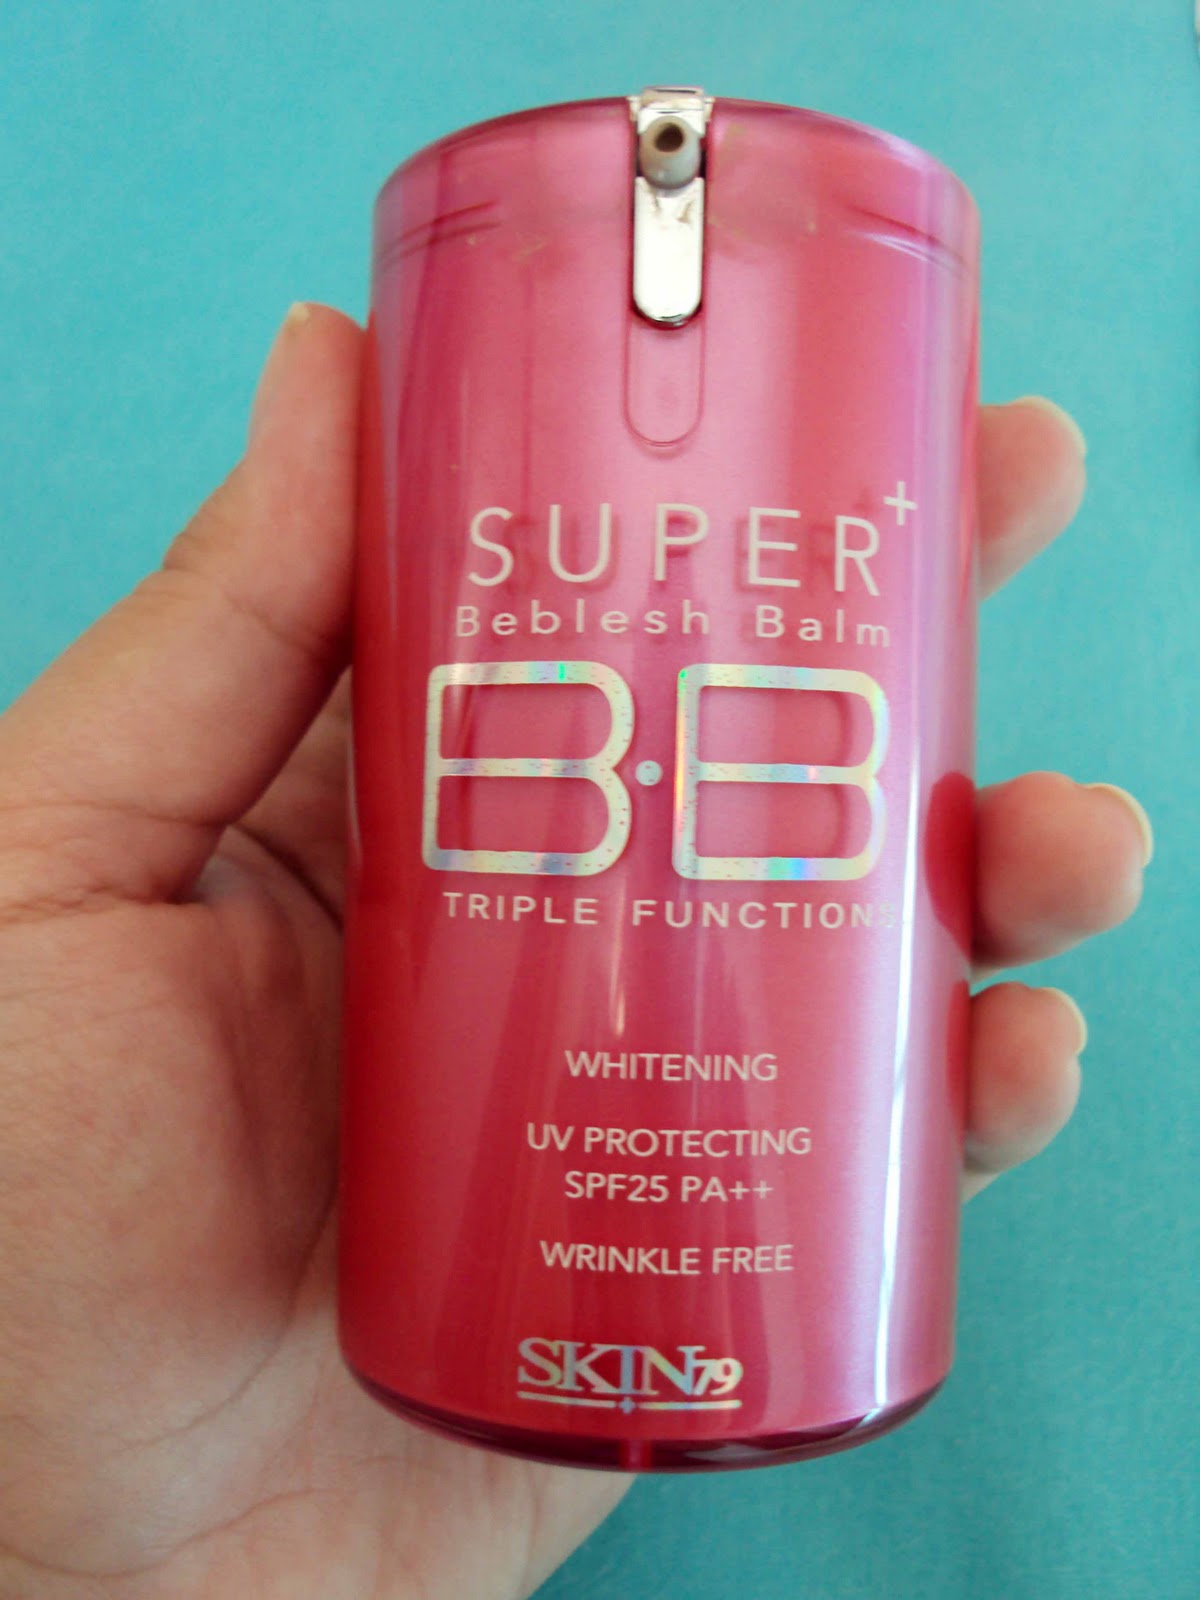 SUPER+
Beblesh Balm
B·B
TRIPLE FUNCTIONS
WHITENING
UV PROTECTING
SPF25 PA++
WRINKLE FREE
SKIN79